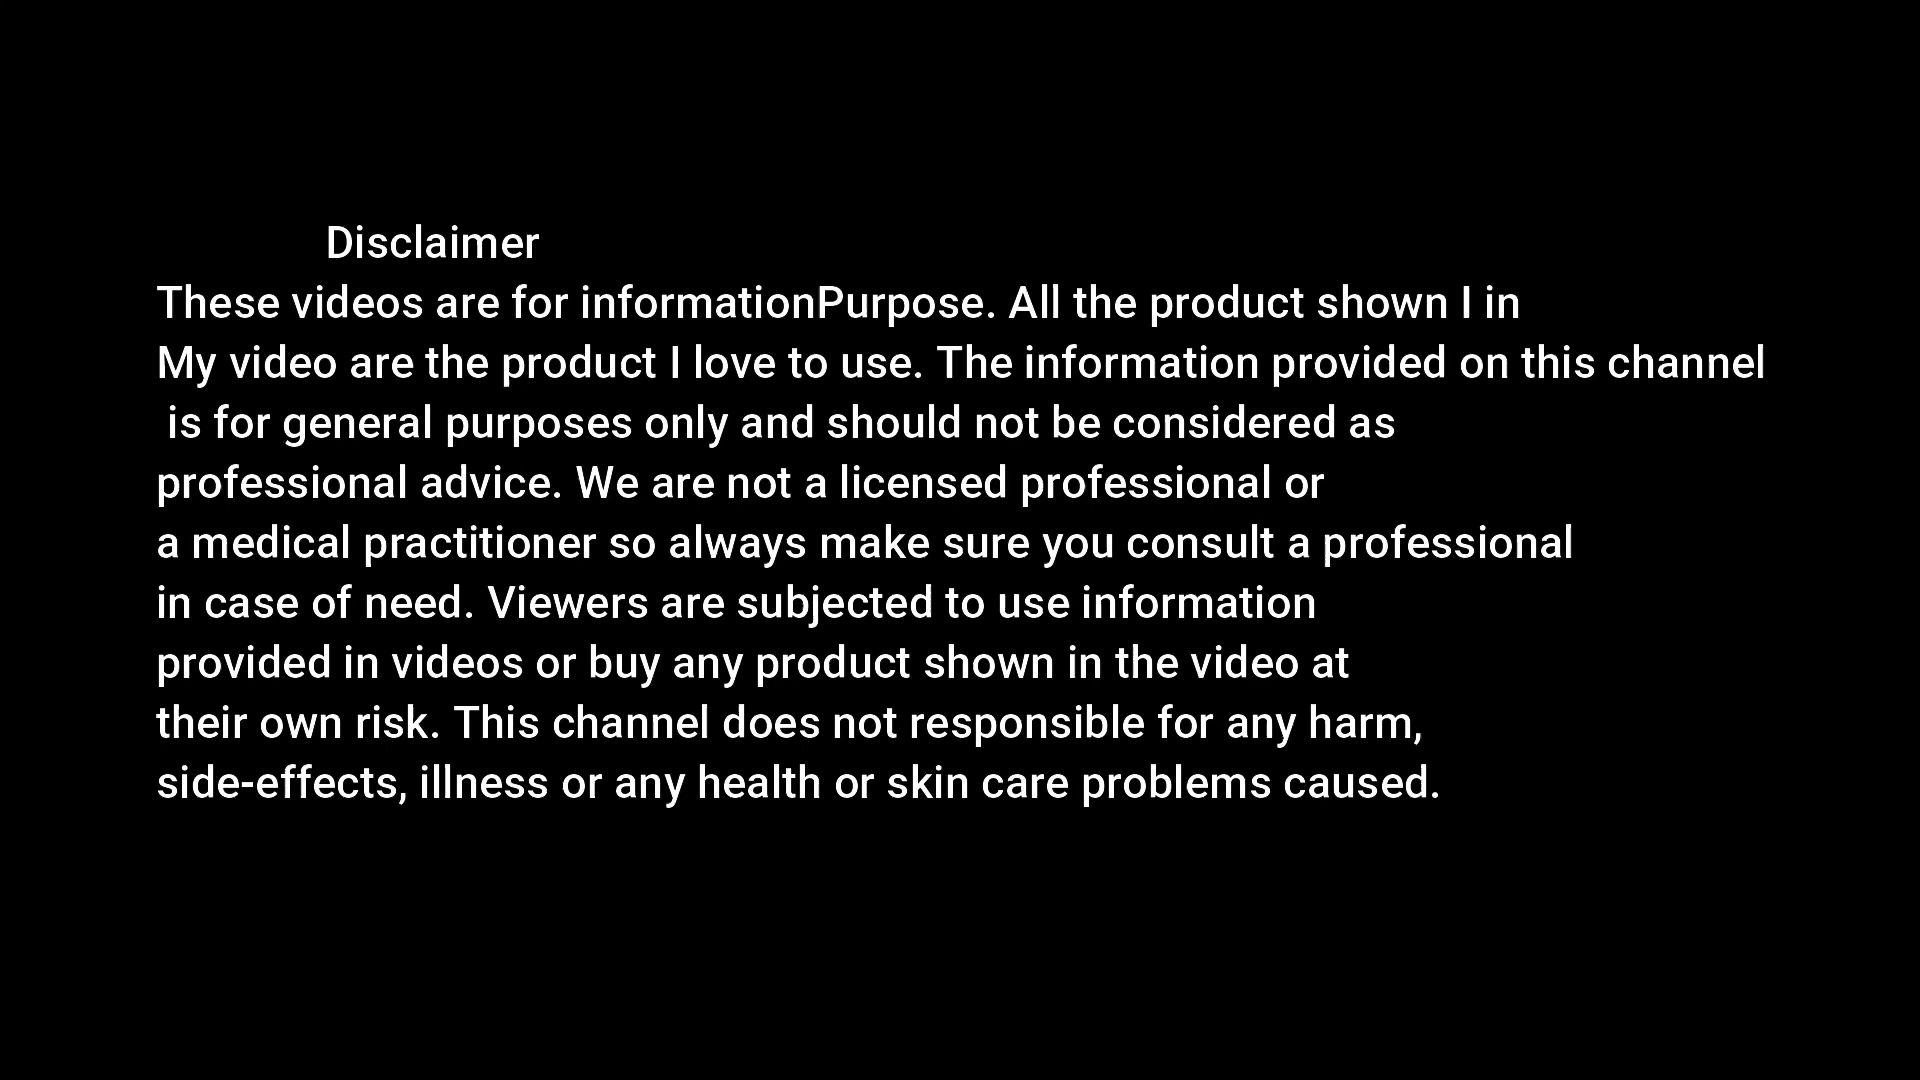 Disclaimer
These videos are for informationPurpose. All the product shown I in
My video are the product I love to use. The information provided on this channel
is for general purposes only and should not be considered as
professional advice. We are not a licensed professional or
a medical practitioner so always make sure you consult a professional
in case of need. Viewers are subjected to use information
provided in videos or buy any product shown in the video at
their own risk. This channel does not responsible for any harm,
side-effects, illness or any health or skin care problems caused.